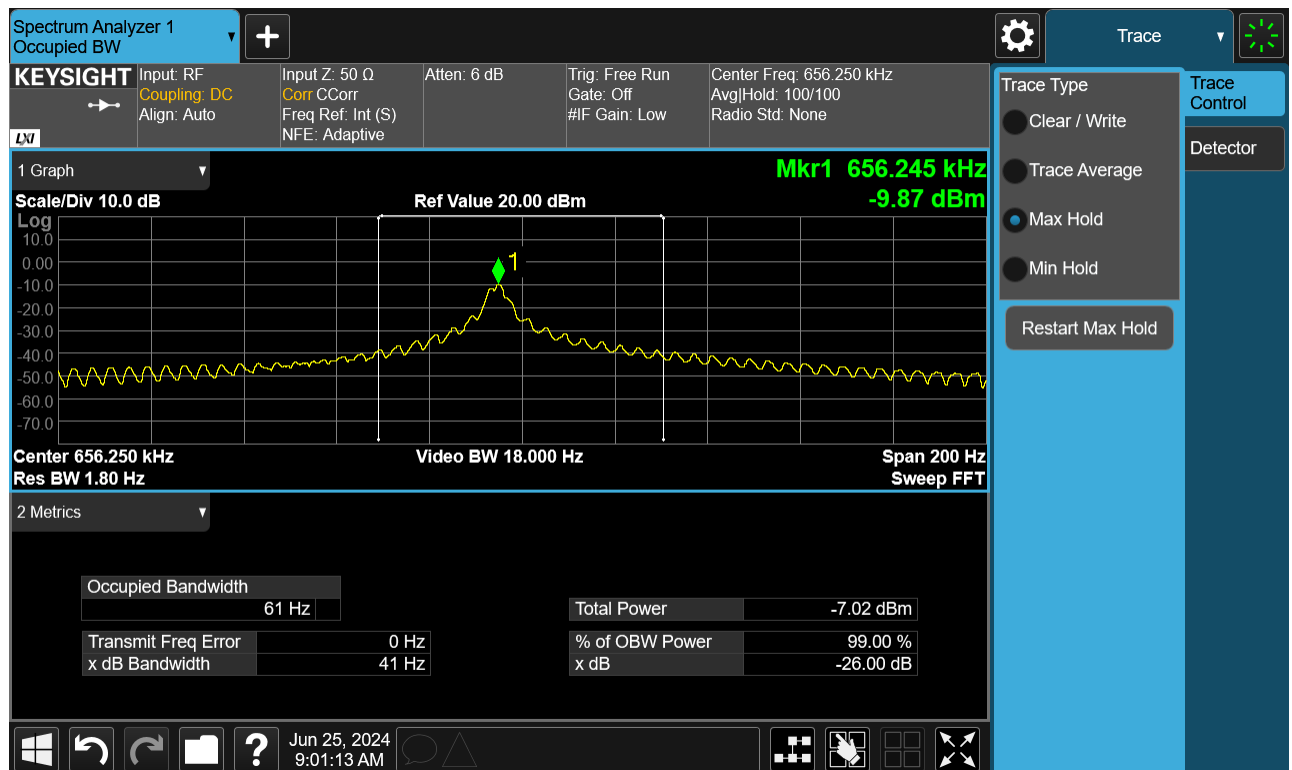 Spectrum Analyzer 1
Occupied BW
Trace
KEYSIGHT
LXI
Input: RF
Coupling: DC
Align: Auto
Input Z: 50 Ω
Corr CCorr
Freq Ref: Int (S)
NFE: Adaptive
Atten: 6 dB
Trig: Free Run
Gate: Off
#IF Gain: Low
Center Freq: 656.250 kHz
Avg|Hold: 100/100
Radio Std: None
Trace Type
Clear / Write
Trace Average
Max Hold
Min Hold
Restart Max Hold
Trace
Control
Detector
1 Graph
Mkr1 656.245 kHz
-9.87 dBm
Scale/Div 10.0 dB
Ref Value 20.00 dBm
Log
10.0
0.00
-10.0
-20.0
-30.0
-40.0
-50.0
-60.0
-70.0
1
Center 656.250 kHz
Video BW 18.000 Hz
Span 200 Hz
Res BW 1.80 Hz
Sweep FFT
2 Metrics
Occupied Bandwidth
61 Hz
Total Power -7.02 dBm
Transmit Freq Error 0 Hz
% of OBW Power 99.00 %
x dB Bandwidth 41 Hz
x dB -26.00 dB
?
Jun 25, 2024
9:01:13 AM